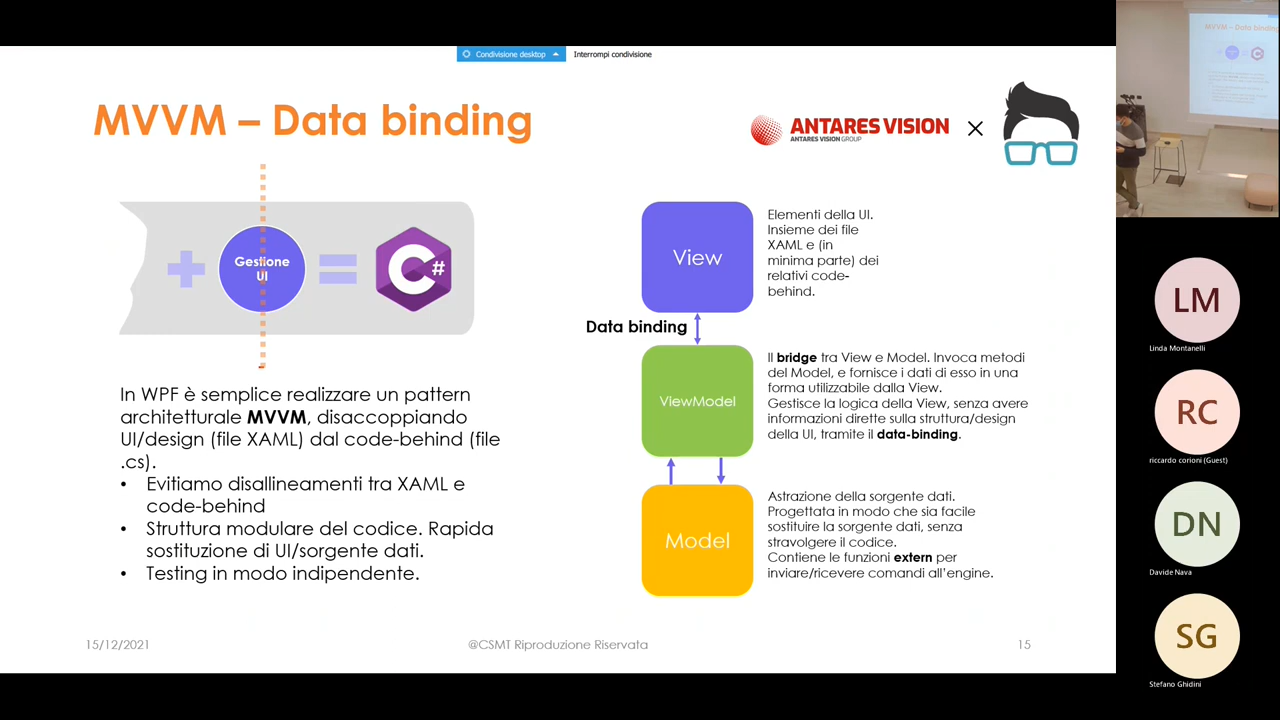 Condivisione desktop
Interrompi condivisione
MVVM – Data binding
ANTARES VISION
ANTARES VISION GROUP
Gestione
UI
C#
In WPF è semplice realizzare un pattern
architetturale MVVM, disaccoppiando
UI/design (file XAML) dal code-behind (file
.cs).
• Evitiamo disallineamenti tra XAML e
code-behind
• Struttura modulare del codice. Rapida
sostituzione di UI/sorgente dati.
• Testing in modo indipendente.
View
Elementi della UI.
Insieme dei file
XAML e (in
minima parte) dei
relativi code-
behind.
Data binding
ViewModel
Il bridge tra View e Model. Invoca metodi
del Model, e fornisce i dati di esso in una
forma utilizzabile dalla View.
Gestisce la logica della View, senza avere
informazioni dirette sulla struttura/design
della UI, tramite il data-binding.
Model
Astrazione della sorgente dati.
Progettata in modo che sia facile
sostituire la sorgente dati, senza
stravolgere il codice.
Contiene le funzioni extern per
inviare/ricevere comandi all'engine.
15/12/2021
@CSMT Riproduzione Riservata
15
MVVM – Data binding
LM
Linda Montanelli
RC
riccardo corioni (Guest)
DN
Davide Nava
SG
Stefano Ghidini